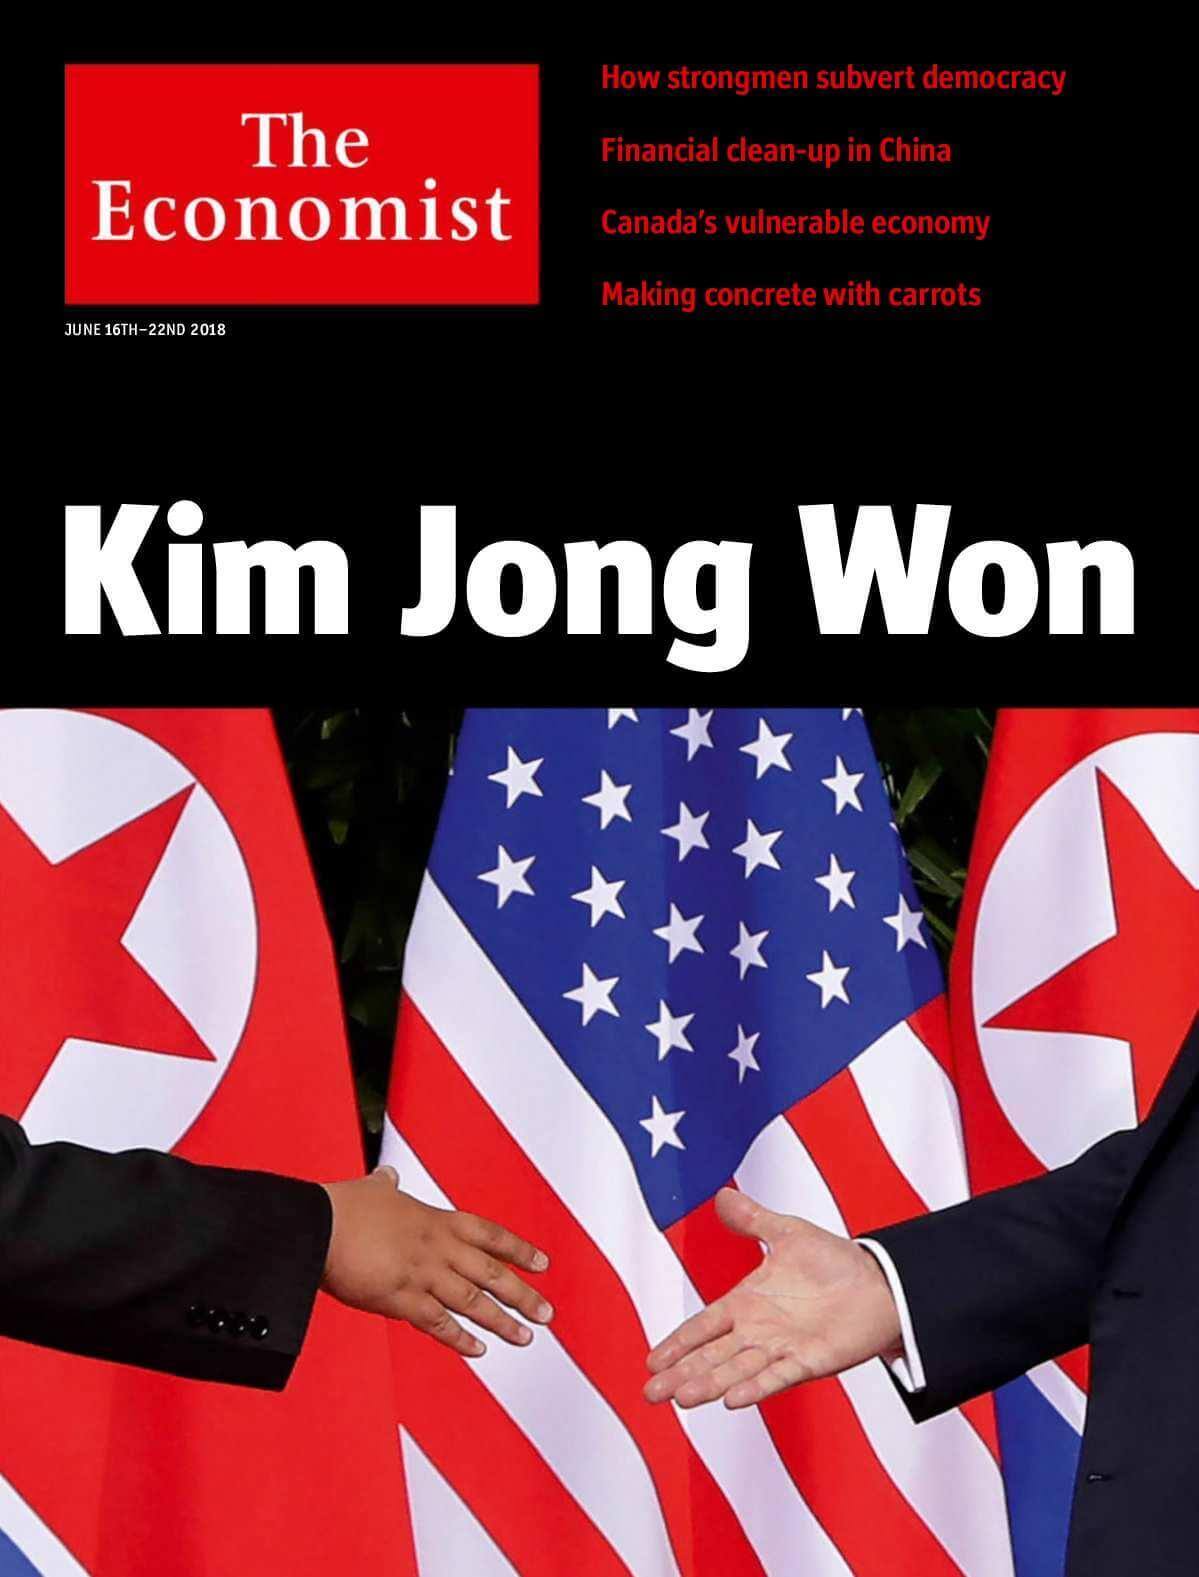 The
Economist
JUNE 16TH–22ND 2018
How strongmen subvert democracy
Financial clean-up in China
Canada's vulnerable economy
Making concrete with carrots
Kim Jong Won